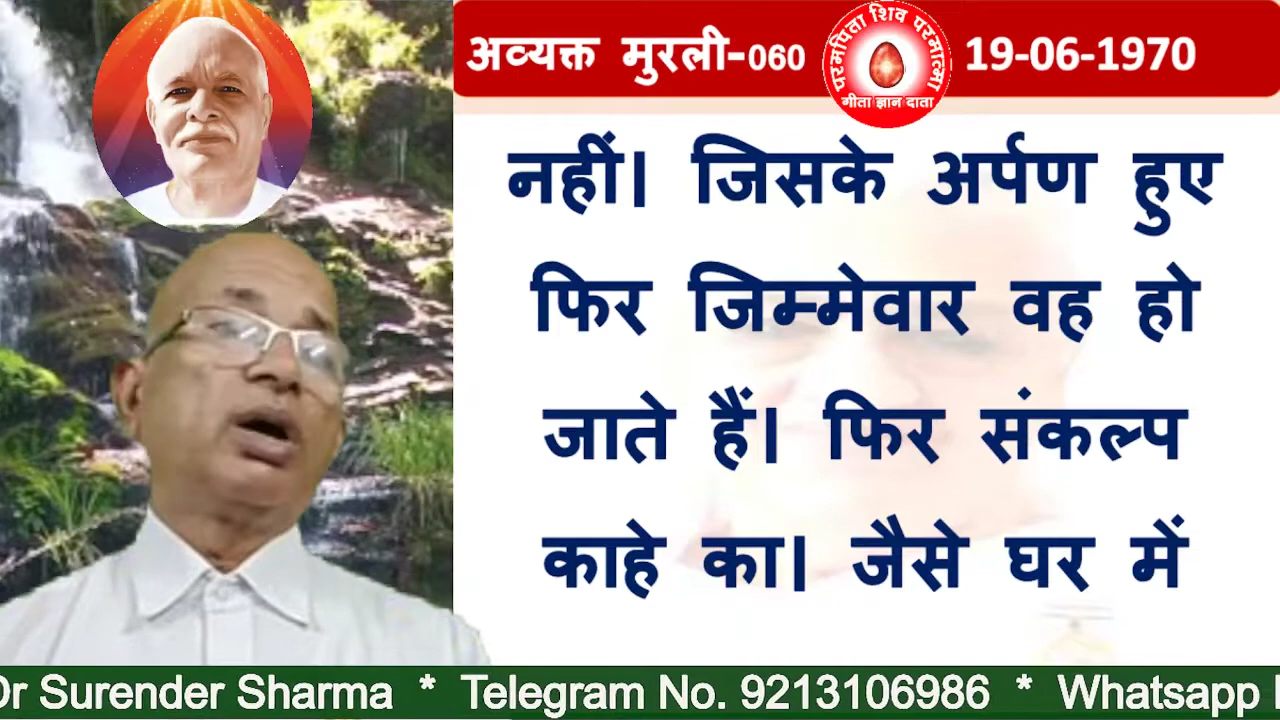 अव्यक्त मुरली-060
परमपिता शिव परमात्मा
गीता ज्ञान दाता
19-06-1970
नहीं। जिसके अर्पण हुए
फिर जिम्मेवार वह हो
जाते हैं। फिर संकल्प
काहे का। जैसे घर में
Dr Surender Sharma * Telegram No. 9213106986 * Whatsapp